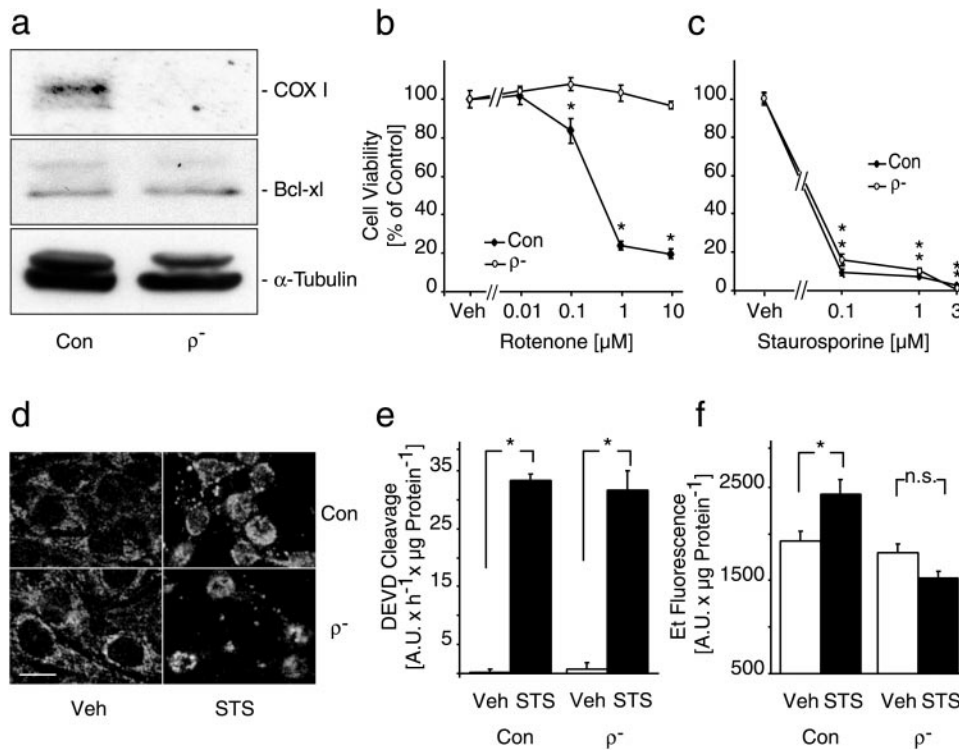 a
- COX I
- Bcl-xl
- α-Tubulin
Con ρ⁻
b
Cell Viability
[% of Control]
100
80
60
40
20
0
Con
ρ-
*
*
*
Veh 0.01 0.1 1 10
Rotenone [μM]
c
100
80
60
40
20
0
Con
ρ-
*
*
*
*
*
*
Veh 0.1 1 3
Staurosporine [μM]
d
Con
ρ⁻
Veh STS
e
DEVD Cleavage
[A.U. x h⁻¹ x μg Protein⁻¹]
35
25
15
5
*
*
Veh STS Veh STS
Con ρ⁻
f
Et Fluorescence
[A.U. x μg Protein⁻¹]
2500
1500
500
*
n.s.
Veh STS Veh STS
Con ρ⁻